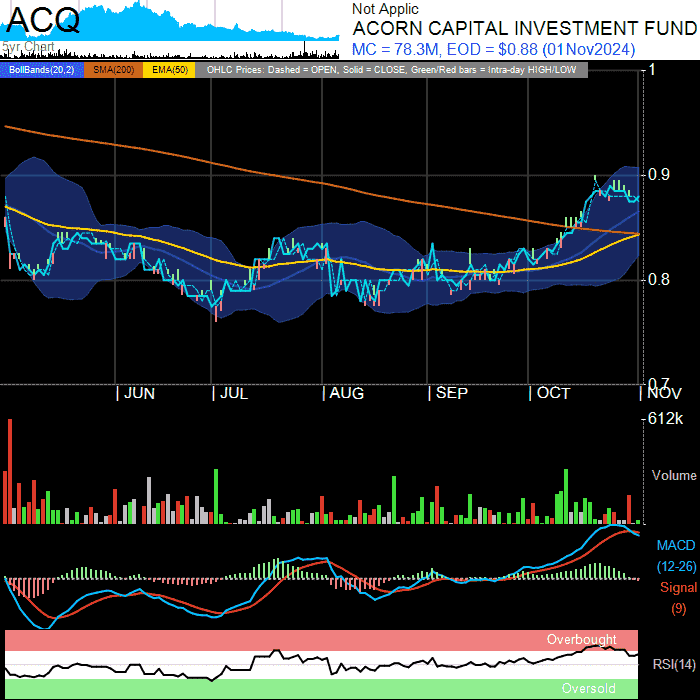 ACQ
5yr Chart
Not Applic
ACORN CAPITAL INVESTMENT FUND
MC = 78.3M, EOD = $0.88 (01Nov2024)
BollBands(20,2) SMA(200) EMA(50) OHLC Prices: Dashed = OPEN, Solid = CLOSE, Green/Red bars = Intra-day HIGH/LOW
1
0.9
0.8
0.7
JUN JUL AUG SEP OCT NOV
612k
Volume
MACD
(12-26)
Signal
(9)
Overbought
RSI(14)
Oversold